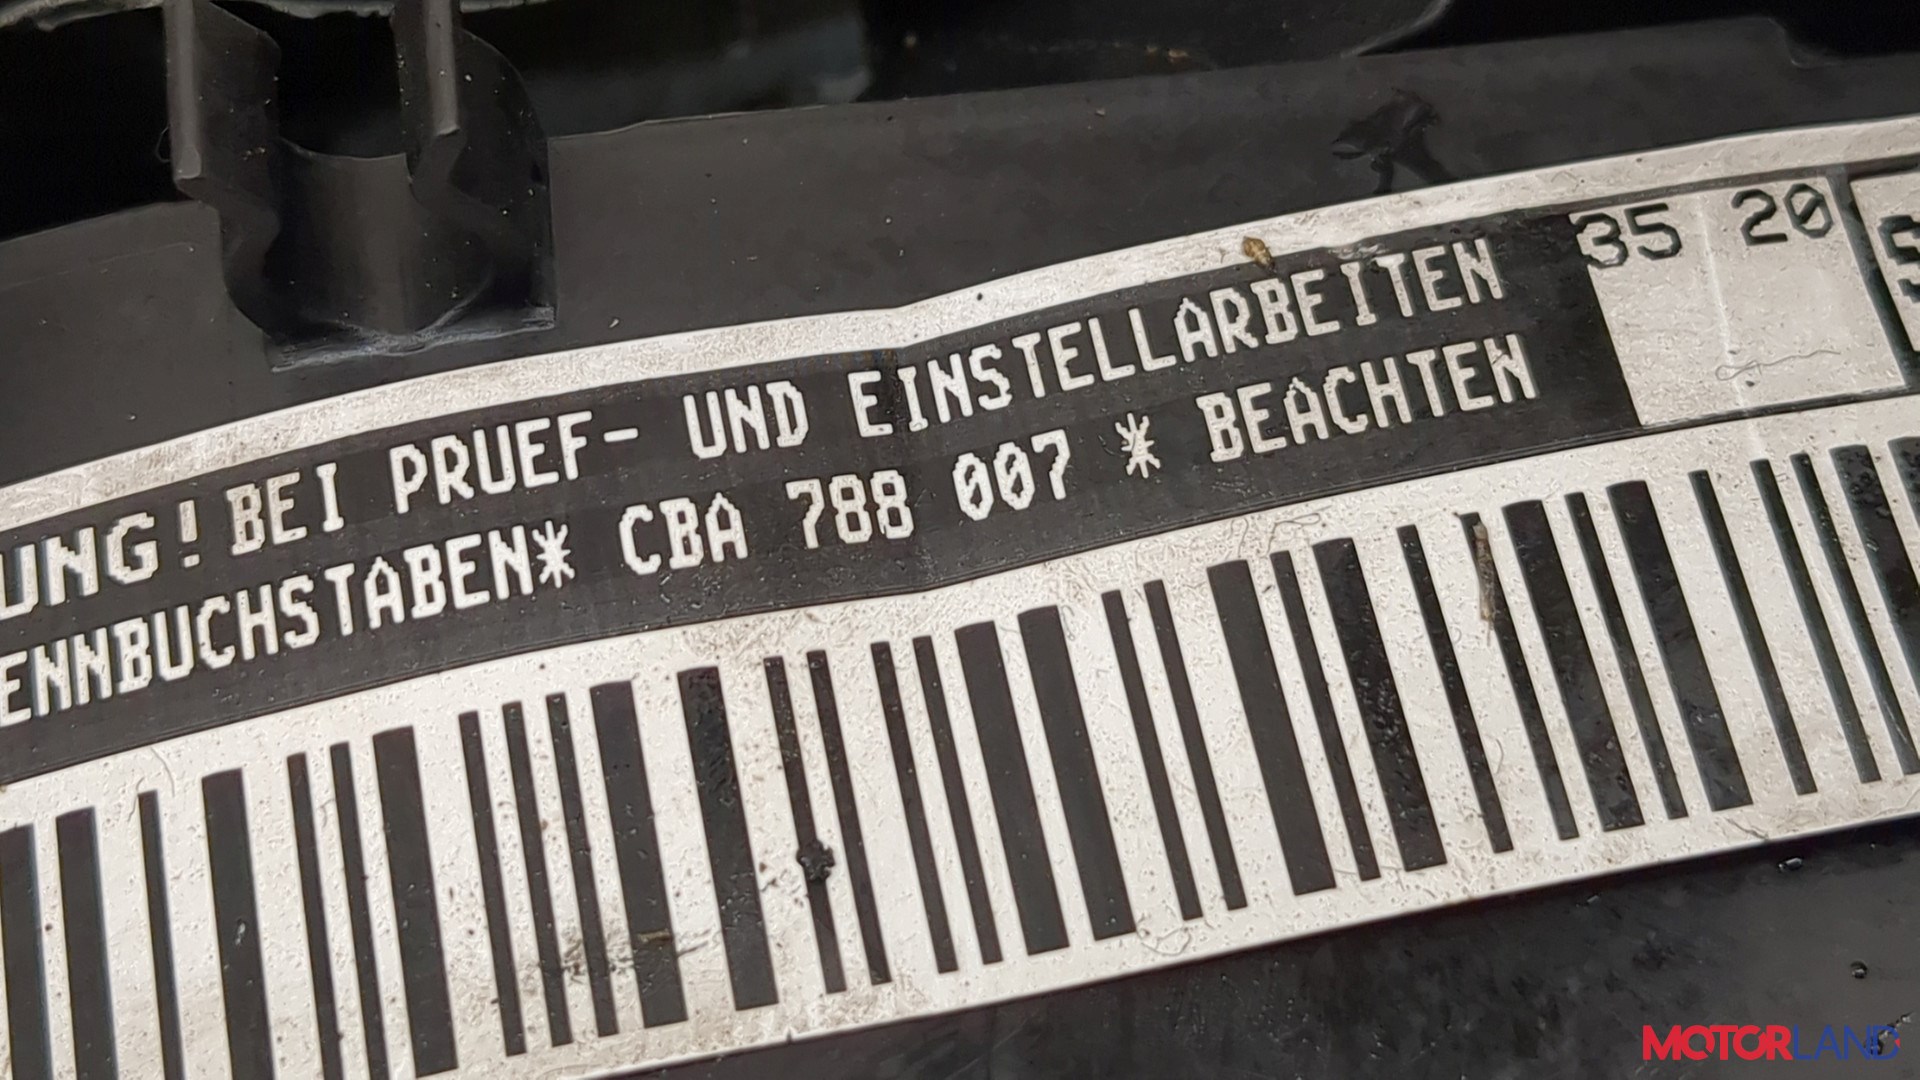 UNG! BEI PRUEF- UND EINSTELLARBEITEN
ENNBUCHSTABEN* CBA 788 007 * BEACHTEN
35 20
S
MOTORLAND